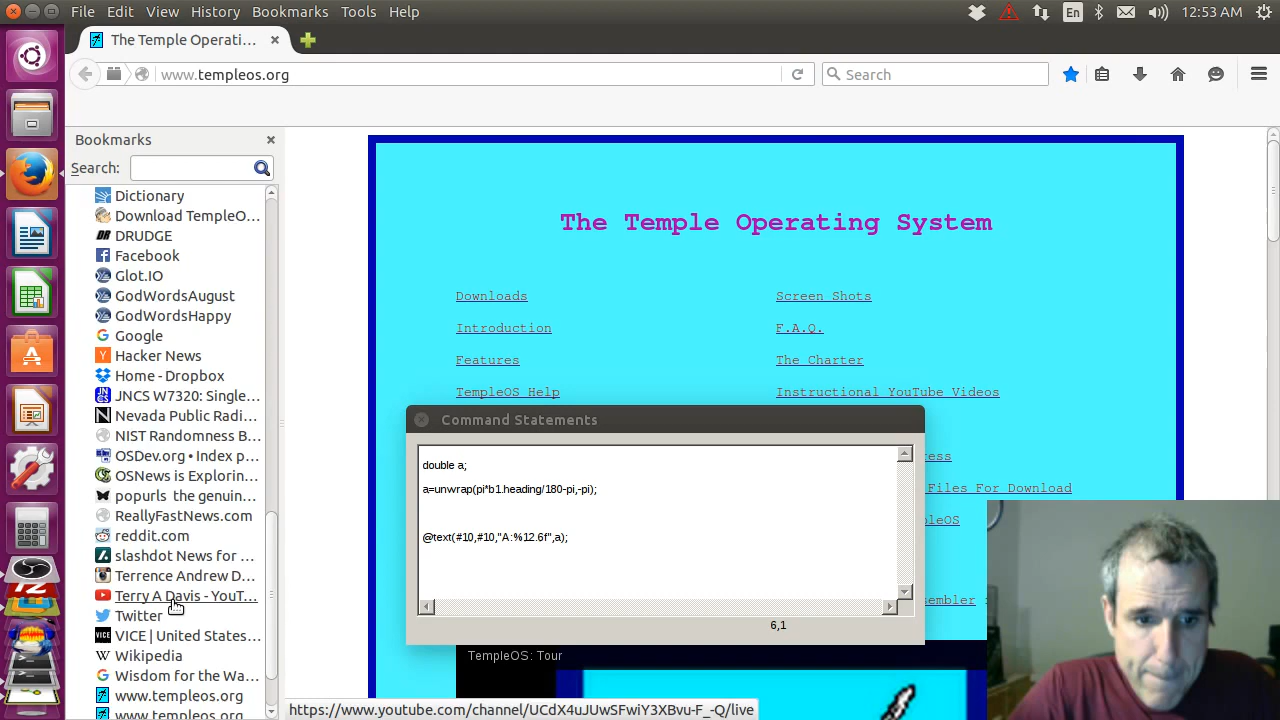 File Edit View History Bookmarks Tools Help
En
12:53 AM
The Temple Operati...
www.templeos.org
Search
Bookmarks
Search:
Dictionary
Download TempleO...
DRUDGE
Facebook
Glot.IO
GodWordsAugust
GodWordsHappy
Google
Hacker News
Home - Dropbox
JNCS W7320: Single...
Nevada Public Radi...
NIST Randomness B...
OSDev.org • Index p...
OSNews is Explorin...
popurls the genuin...
ReallyFastNews.com
reddit.com
slashdot News for ...
Terrence Andrew D...
Terry A Davis - YouT...
Twitter
VICE | United States...
Wikipedia
Wisdom for the Wa...
www.templeos.org
www.templeos.org
The Temple Operating System
Downloads
Screen Shots
Introduction
F.A.Q.
Features
The Charter
TempleOS Help
Instructional YouTube Videos
Files For Download
sembler
Command Statements
double a;
a=unwrap(pi*b1.heading/180-pi,-pi);
@text(#10,#10,"A:%12.6f",a);
6,1
TempleOS: Tour
https://www.youtube.com/channel/UCdX4uJUwSFwiY3XBvu-F_-Q/live